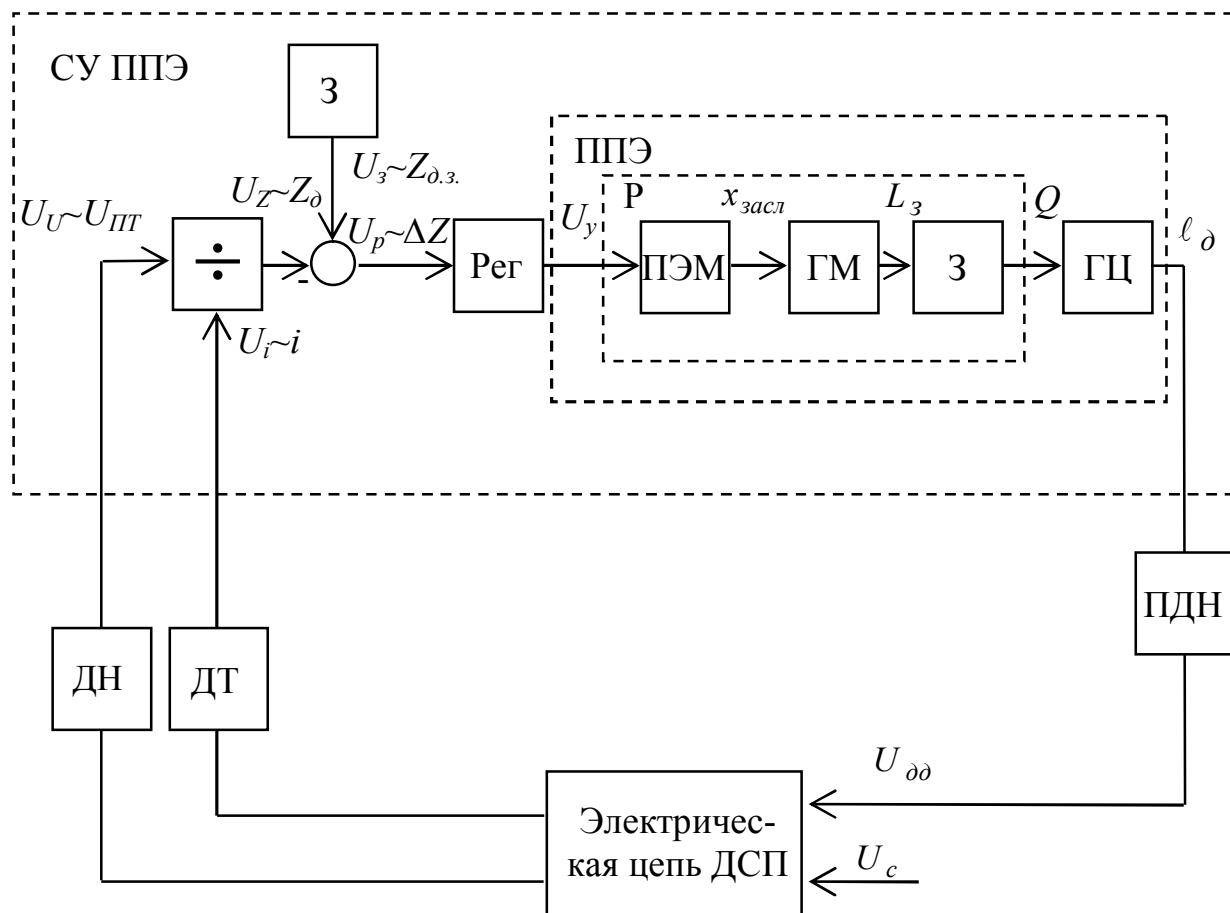 СУ ППЭ
З
U_з~Z_д.з.
U_Z~Z_д
ППЭ
U_U~U_ПТ
÷
-
U_р~ΔZ
Рег
U_у
Р
x_засл
L_з
Q
ℓ_д
ПЭМ
ГМ
З
ГЦ
U_i~i
ПДН
ДН
ДТ
U_дд
Электричес-
кая цепь ДСП
U_с